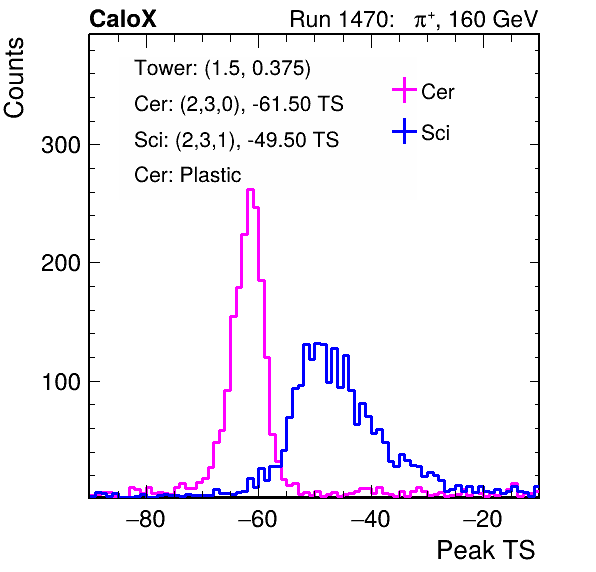 CaloX Run 1470: π⁺, 160 GeV
Tower: (1.5, 0.375)
Cer: (2,3,0), -61.50 TS
Sci: (2,3,1), -49.50 TS
Cer: Plastic
Cer
Sci
Counts
300
200
100
−80 −60 −40 −20
Peak TS